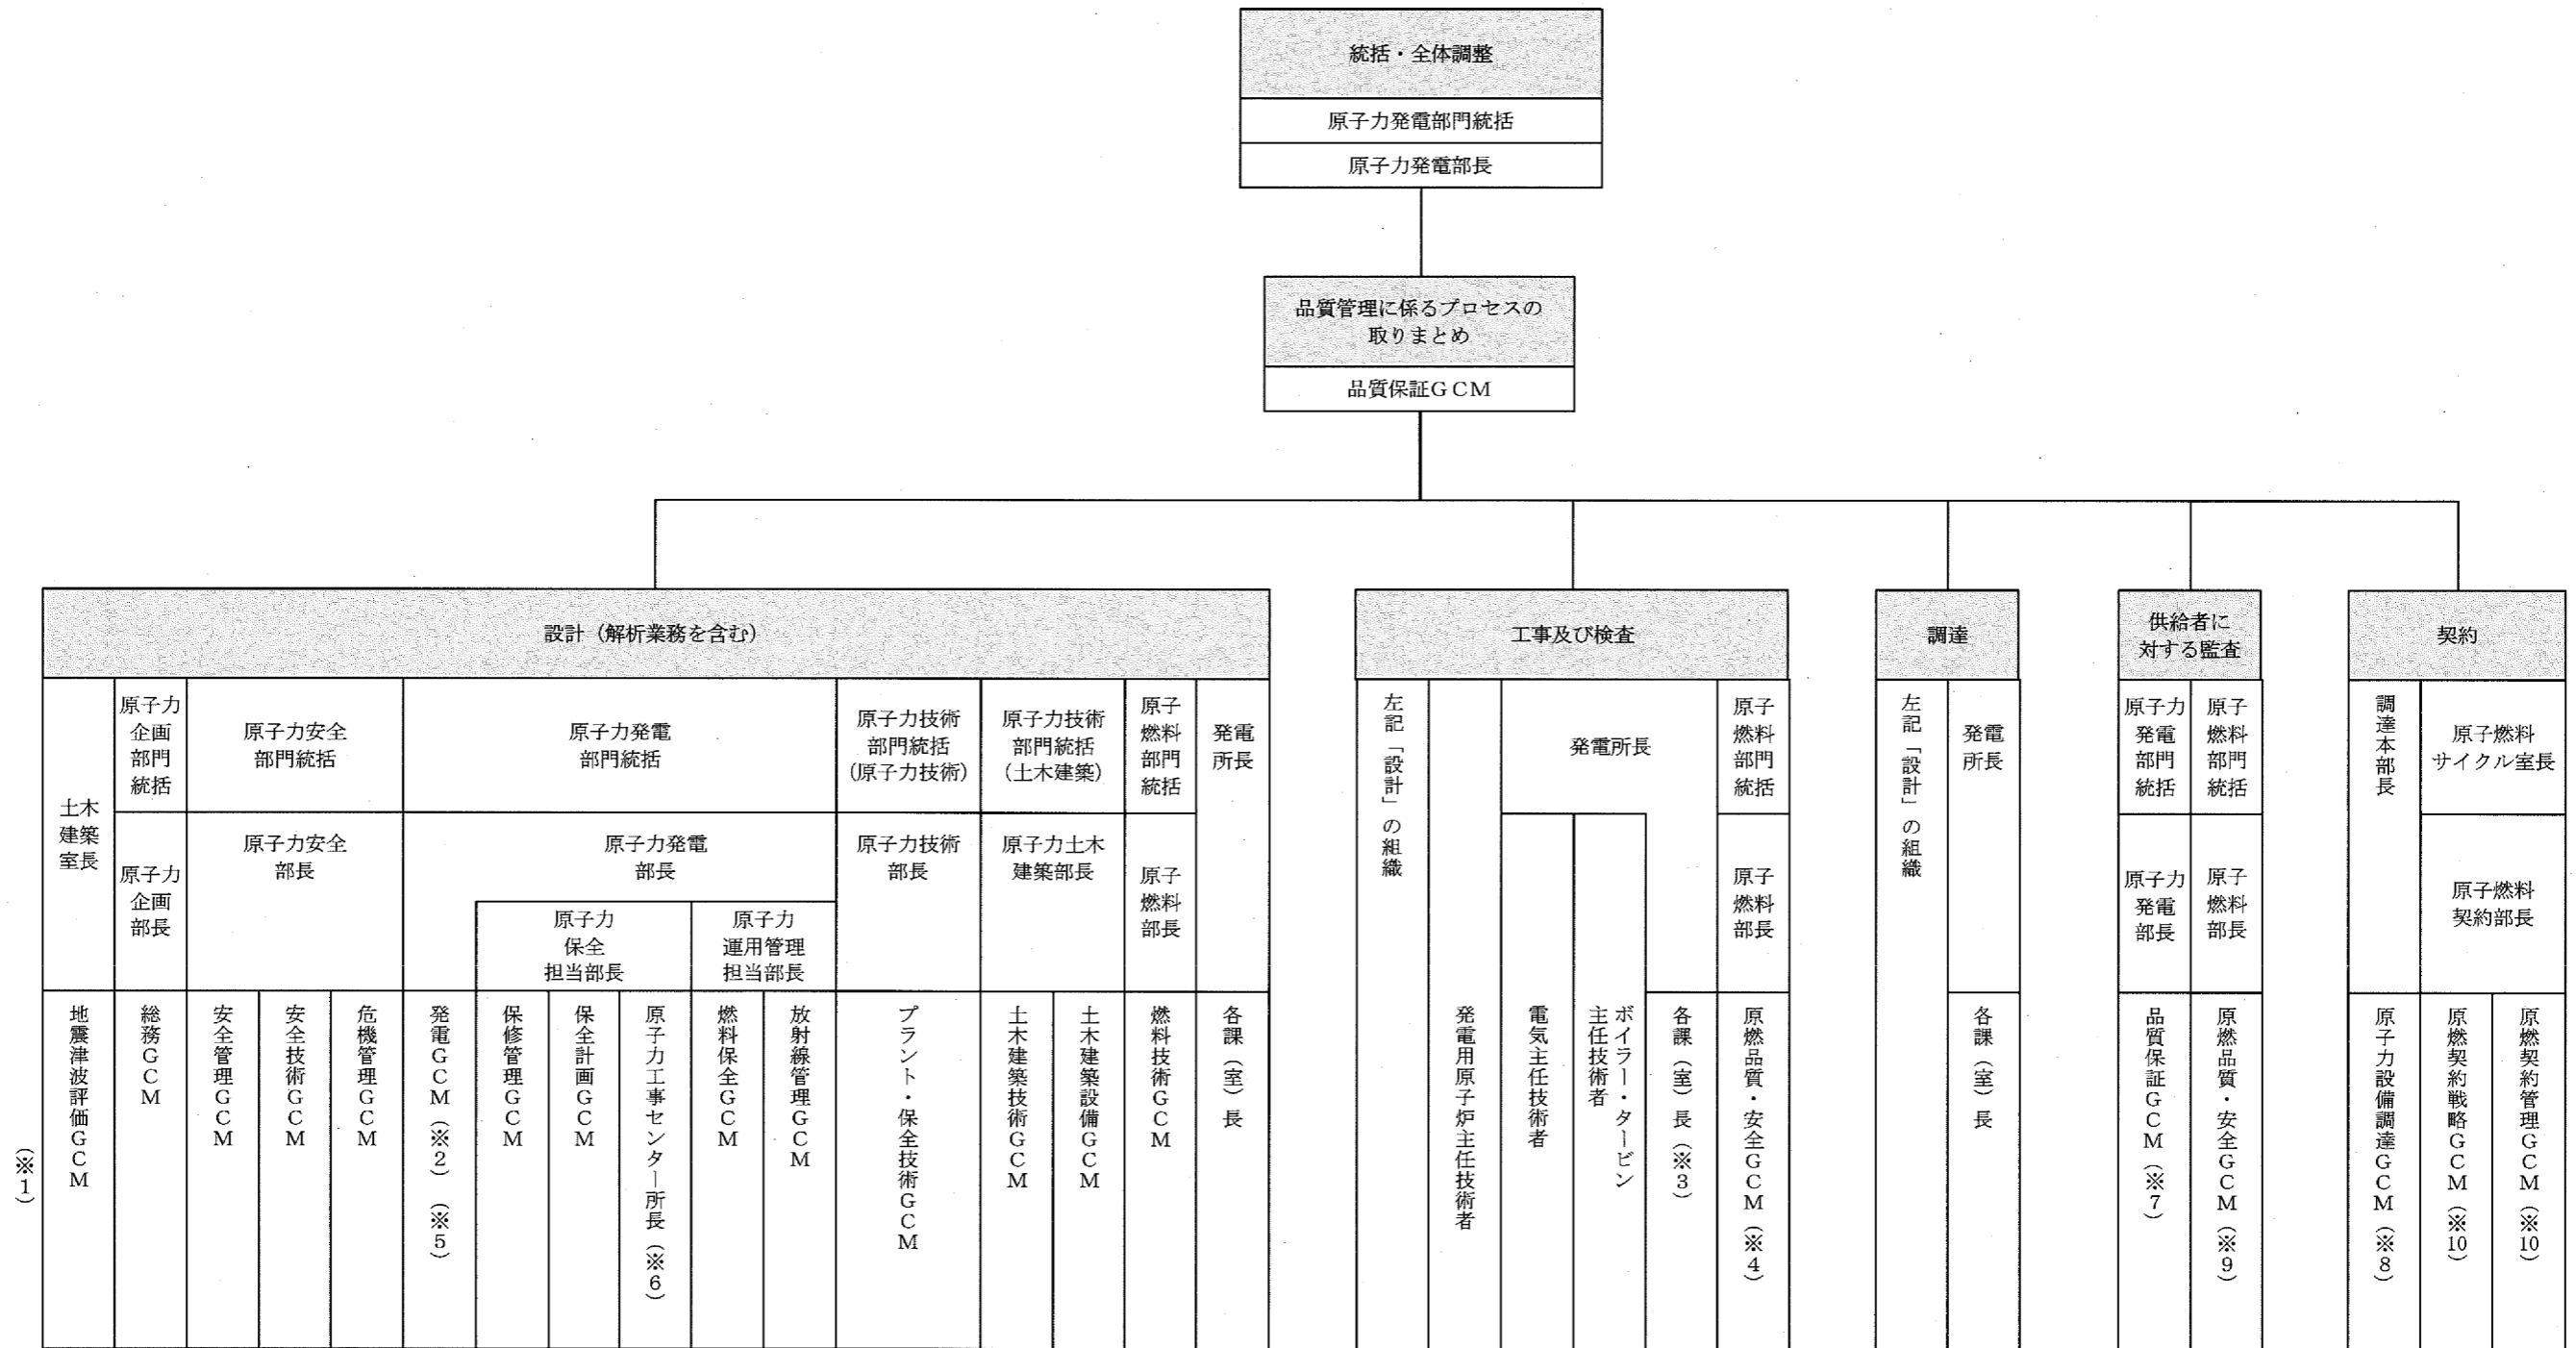 統括・全体調整
原子力発電部門統括
原子力発電部長
品質管理に係るプロセスの
取りまとめ
品質保証GCM
設計（解析業務を含む）
土木
建築
室長
原子力
企画
部門
統括
原子力安全
部門統括
原子力発電
部門統括
原子力技術
部門統括
（原子力技術）
原子力技術
部門統括
（土木建築）
原子
燃料
部門
統括
発電
所長
原子力
企画
部長
原子力安全
部長
原子力発電
部長
原子力
保全
担当部長
原子力
運用管理
担当部長
原子力技術
部長
原子力土木
建築部長
原子
燃料
部長
（※1）
地震津波評価GCM
総務GCM
安全管理GCM
安全技術GCM
危機管理GCM
発電GCM（※2）（※5）
保修管理GCM
保全計画GCM
原子力工事センター所長（※6）
燃料保全GCM
放射線管理GCM
プラント・保全技術GCM
土木建築技術GCM
土木建築設備GCM
燃料技術GCM
各課（室）長
工事及び検査
左記「設計」の組織
発電用原子炉主任技術者
発電所長
電気主任技術者
ボイラー・タービン
主任技術者
各課（室）長（※3）
原子
燃料
部門
統括
原子
燃料
部長
原燃品質・安全GCM（※4）
調達
左記「設計」の組織
発電
所長
各課（室）長
供給者に
対する監査
原子力
発電
部門
統括
原子
燃料
部門
統括
原子力
発電
部長
原子
燃料
部長
品質保証GCM（※7）
原燃品質・安全GCM（※9）
契約
調達本部長
原子燃料
サイクル室長
原子燃料
契約部長
原子力設備調達GCM（※8）
原燃契約戦略GCM（※10）
原燃契約管理GCM（※10）